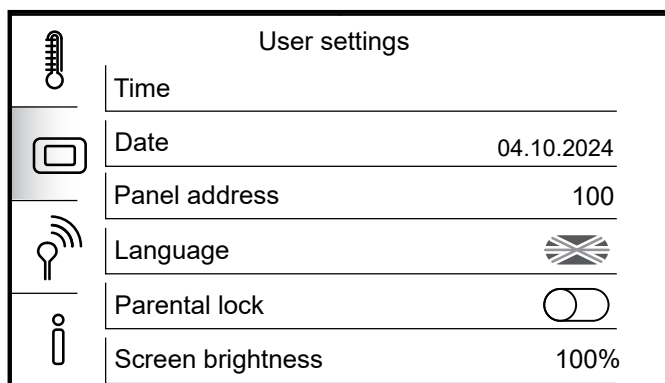 User settings
Time
Date 04.10.2024
Panel address 100
Language
Parental lock
Screen brightness 100%